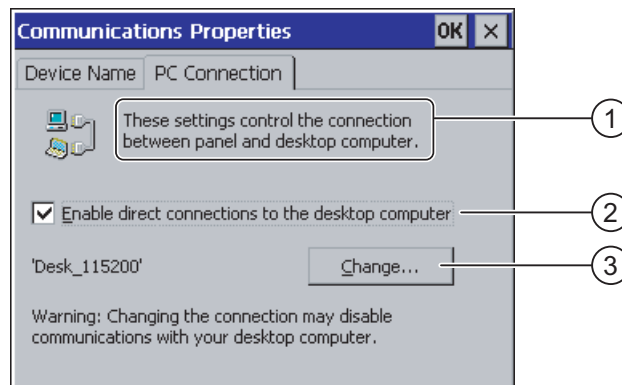 Communications Properties OK ×
Device Name PC Connection
These settings control the connection
between panel and desktop computer.
1
Enable direct connections to the desktop computer
2
'Desk_115200' Change...
3
Warning: Changing the connection may disable
communications with your desktop computer.